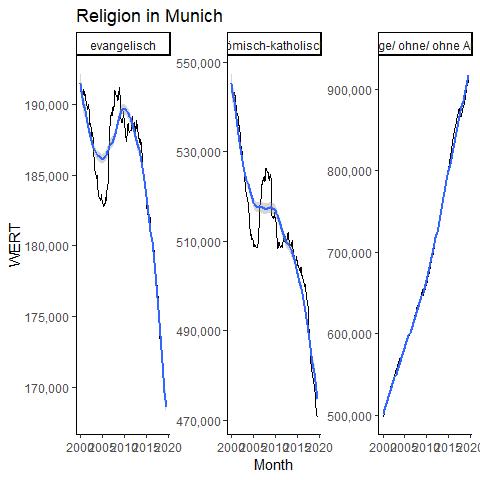 Religion in Munich
evangelisch
ömisch-katholisc
ge/ ohne/ ohne A
WERT
190,000
185,000
180,000
175,000
170,000
550,000
530,000
510,000
490,000
470,000
900,000
800,000
700,000
600,000
500,000
2000 2005 2010 2015 2020
2000 2005 2010 2015 2020
2000 2005 2010 2015 2020
Month